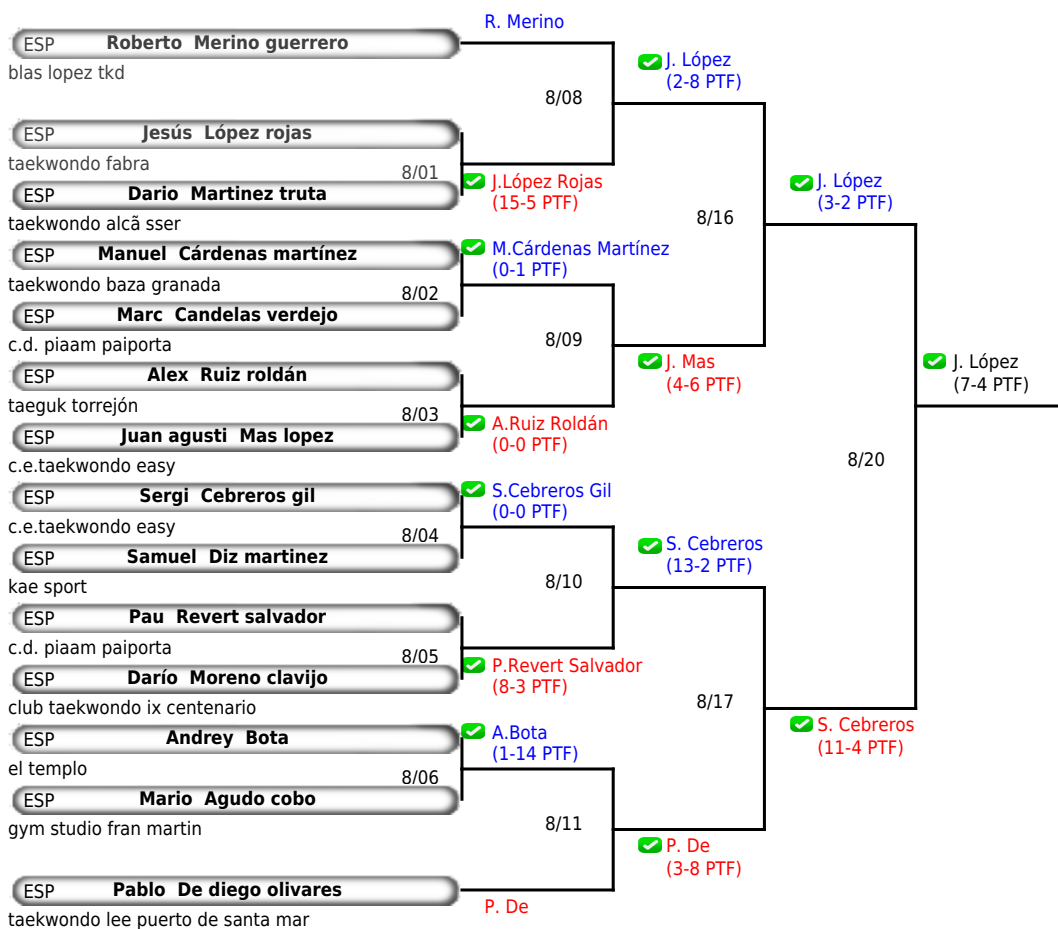 R. Merino
ESP Roberto Merino guerrero
blas lopez tkd
J. López
(2-8 PTF)
8/08
ESP Jesús López rojas
taekwondo fabra
8/01
J.López Rojas
(15-5 PTF)
ESP Dario Martinez truta
taekwondo alcã sser
J. López
(3-2 PTF)
8/16
ESP Manuel Cárdenas martínez
taekwondo baza granada
M.Cárdenas Martínez
(0-1 PTF)
8/02
ESP Marc Candelas verdejo
c.d. piaam paiporta
8/09
J. Mas
(4-6 PTF)
J. López
(7-4 PTF)
ESP Alex Ruiz roldán
taeguk torrejón
8/03
A.Ruiz Roldán
(0-0 PTF)
ESP Juan agusti Mas lopez
c.e.taekwondo easy
8/20
ESP Sergi Cebreros gil
c.e.taekwondo easy
S.Cebreros Gil
(0-0 PTF)
8/04
ESP Samuel Diz martinez
kae sport
S. Cebreros
(13-2 PTF)
8/10
ESP Pau Revert salvador
c.d. piaam paiporta
8/05
P.Revert Salvador
(8-3 PTF)
ESP Darío Moreno clavijo
club taekwondo ix centenario
8/17
S. Cebreros
(11-4 PTF)
ESP Andrey Bota
el templo
A.Bota
(1-14 PTF)
8/06
ESP Mario Agudo cobo
gym studio fran martin
8/11
P. De
(3-8 PTF)
ESP Pablo De diego olivares
taekwondo lee puerto de santa mar
P. De